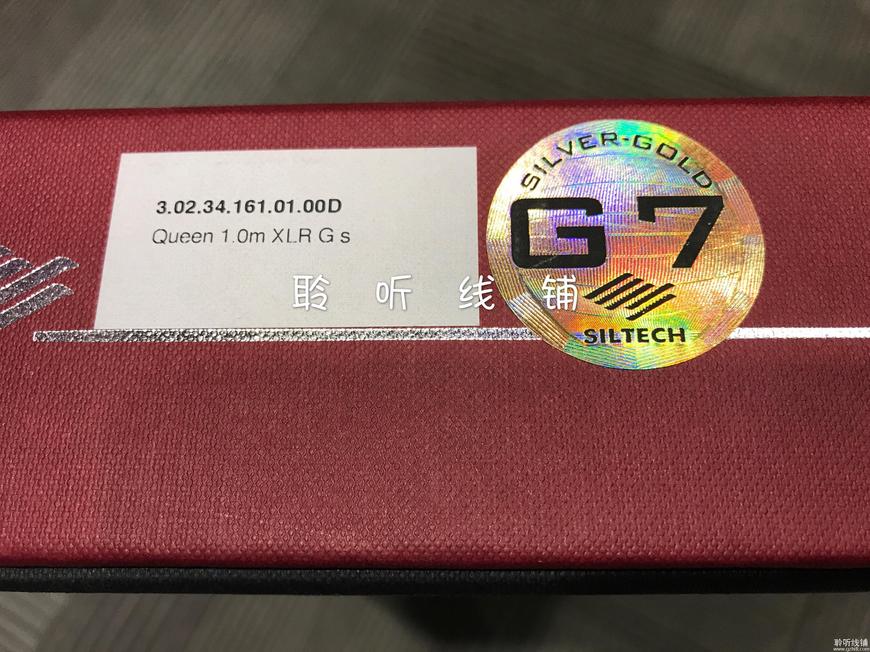 3.02.34.161.01.00D
Queen 1.0m XLR G s
SILVER-GOLD
G7
SILTECH
聆听线铺
聆听线铺